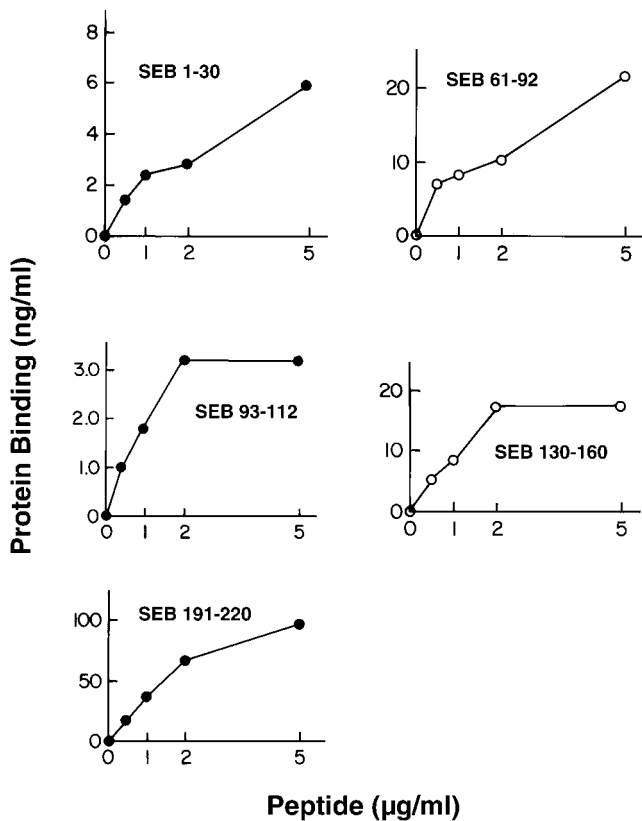 8
6
4
2
0
SEB 1-30
0 1 2 5
20
10
0
SEB 61-92
0 1 2 5
Protein Binding (ng/ml)
3.0
2.0
1.0
0
SEB 93-112
0 1 2 5
20
10
0
SEB 130-160
0 1 2 5
100
50
0
SEB 191-220
0 1 2 5
Peptide (µg/ml)